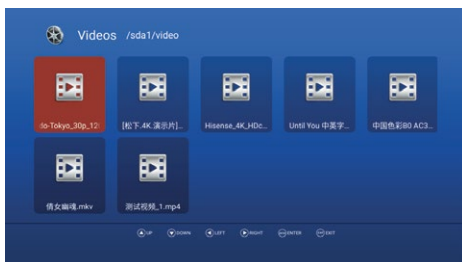 Videos /sda1/video
do-Tokyo_30p_12
[松下.4K.演示片]...
Hisense_4K_HDc...
Until You 中英字...
中国色彩80 AC3...
倩女幽魂.mkv
测试视频_1.mp4
UP DOWN LEFT RIGHT ENTER EXIT